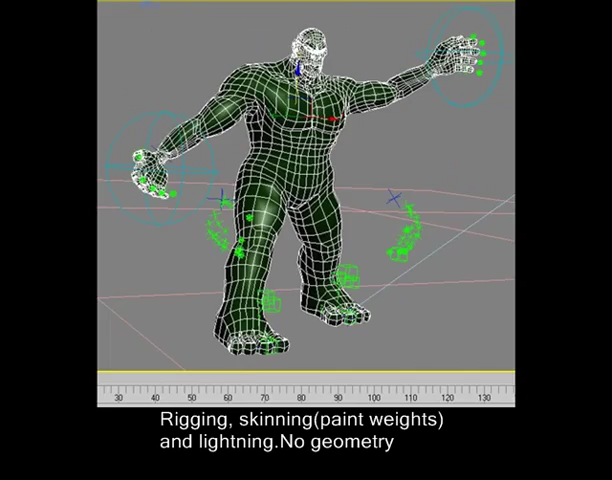 30 40 50 60 70 80 90 100 110 120 130
Rigging, skinning(paint weights)
and lightning.No geometry